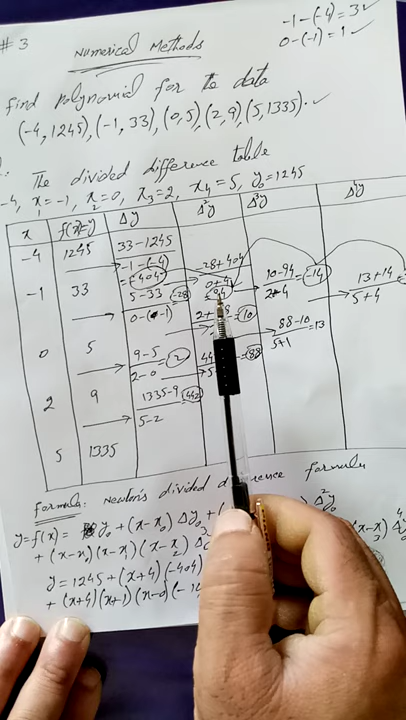 -1-(-4) = 3 ✓
0-(-1) = 1 ✓
# 3
Numerical Methods
find Polynomial for the data
(-4, 1245), (-1, 33), (0, 5), (2, 9), (5, 1335). ✓
The divided difference table
-4, x₁ = -1, x = 0, x₃ = 2, x₄ = 5, y₀ = 1245
x f(x)=y Δy Δ²y Δ³y Δ⁴y
-4 1245 33-1245
-1-(-4) -28+404
= -404 0+4 10-94 = -14 13+14
-1 33 5-33 = -28 = 94 2+4 5+4
0-(-1) 2+28 = 10 88-10 = 13
0 5 9-5 = 2 5+1
2-0 = 88
2 9 1335-9 = 442
5-2
5 1335
Formula: Newton's divided difference formula
y = f(x) = y₀ + (x-x₀) Δy₀ + Δ²y₀
+ (x-x₀)(x-x₁)(x-x₂)
y = 1245 + (x+4)(-404)
+ (x+4)(x+1)(x-0)(-1